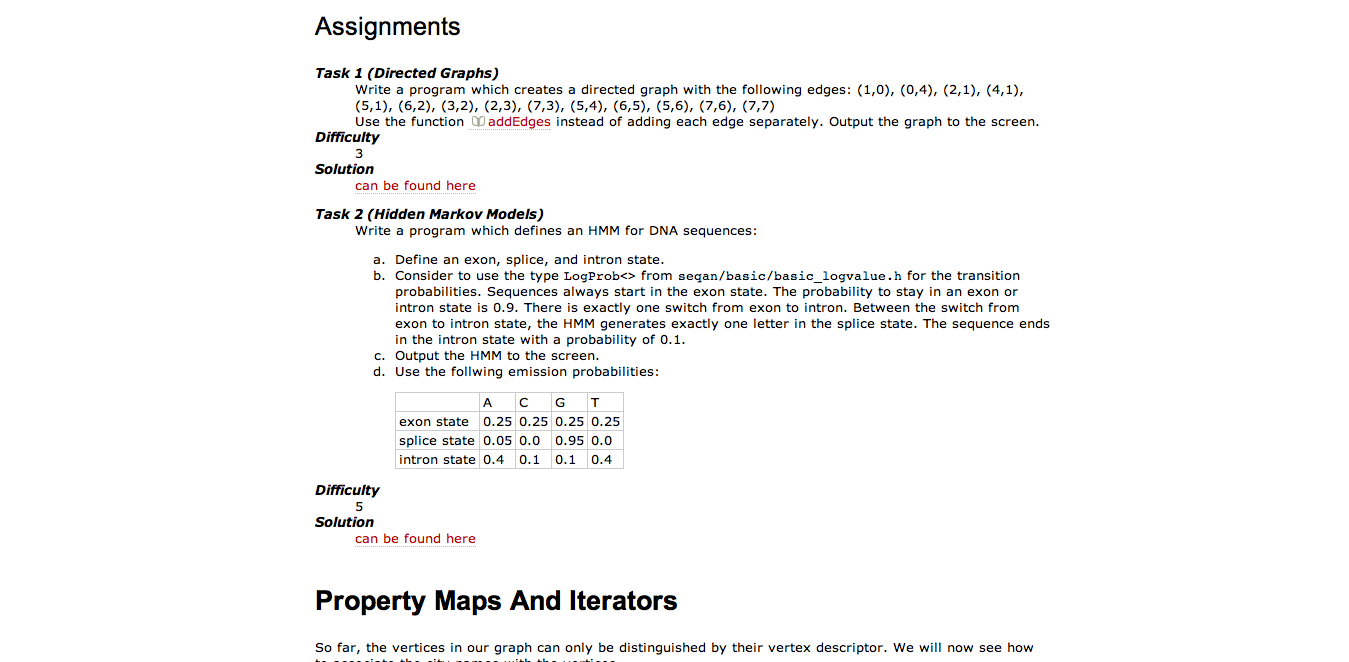 Assignments
Task 1 (Directed Graphs)
Write a program which creates a directed graph with the following edges: (1,0), (0,4), (2,1), (4,1),
(5,1), (6,2), (3,2), (2,3), (7,3), (5,4), (6,5), (5,6), (7,6), (7,7)
Use the function addEdges instead of adding each edge separately. Output the graph to the screen.
Difficulty
3
Solution
can be found here
Task 2 (Hidden Markov Models)
Write a program which defines an HMM for DNA sequences:
a. Define an exon, splice, and intron state.
b. Consider to use the type LogProb<> from seqan/basic/basic_logvalue.h for the transition
probabilities. Sequences always start in the exon state. The probability to stay in an exon or
intron state is 0.9. There is exactly one switch from exon to intron. Between the switch from
exon to intron state, the HMM generates exactly one letter in the splice state. The sequence ends
in the intron state with a probability of 0.1.
c. Output the HMM to the screen.
d. Use the follwing emission probabilities:
A C G T
exon state 0.25 0.25 0.25 0.25
splice state 0.05 0.0 0.95 0.0
intron state 0.4 0.1 0.1 0.4
Difficulty
5
Solution
can be found here
Property Maps And Iterators
So far, the vertices in our graph can only be distinguished by their vertex descriptor. We will now see how